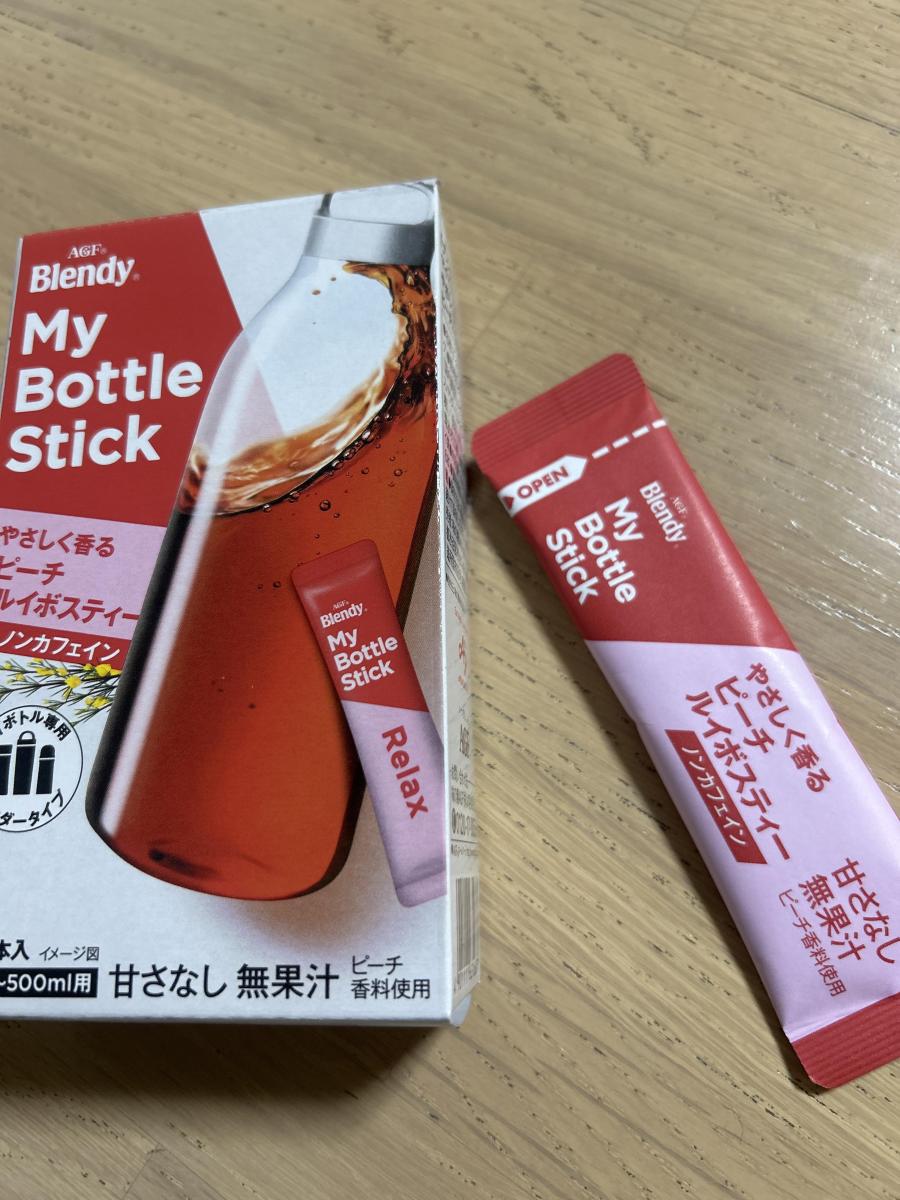 AGF®
Blendy®
My
Bottle
Stick
やさしく香る
ピーチ
ルイボスティー
ノンカフェイン
ボトル専用
ダータイプ
AGF®
Blendy®
My
Bottle
Stick
Relax
本入 イメージ図
~500ml用 甘さなし 無果汁 ピーチ
香料使用
OPEN
AGF®
Blendy®
My
Bottle
Stick
やさしく香る
ピーチ
ルイボスティー
ノンカフェイン
甘さなし
無果汁
ピーチ香料使用